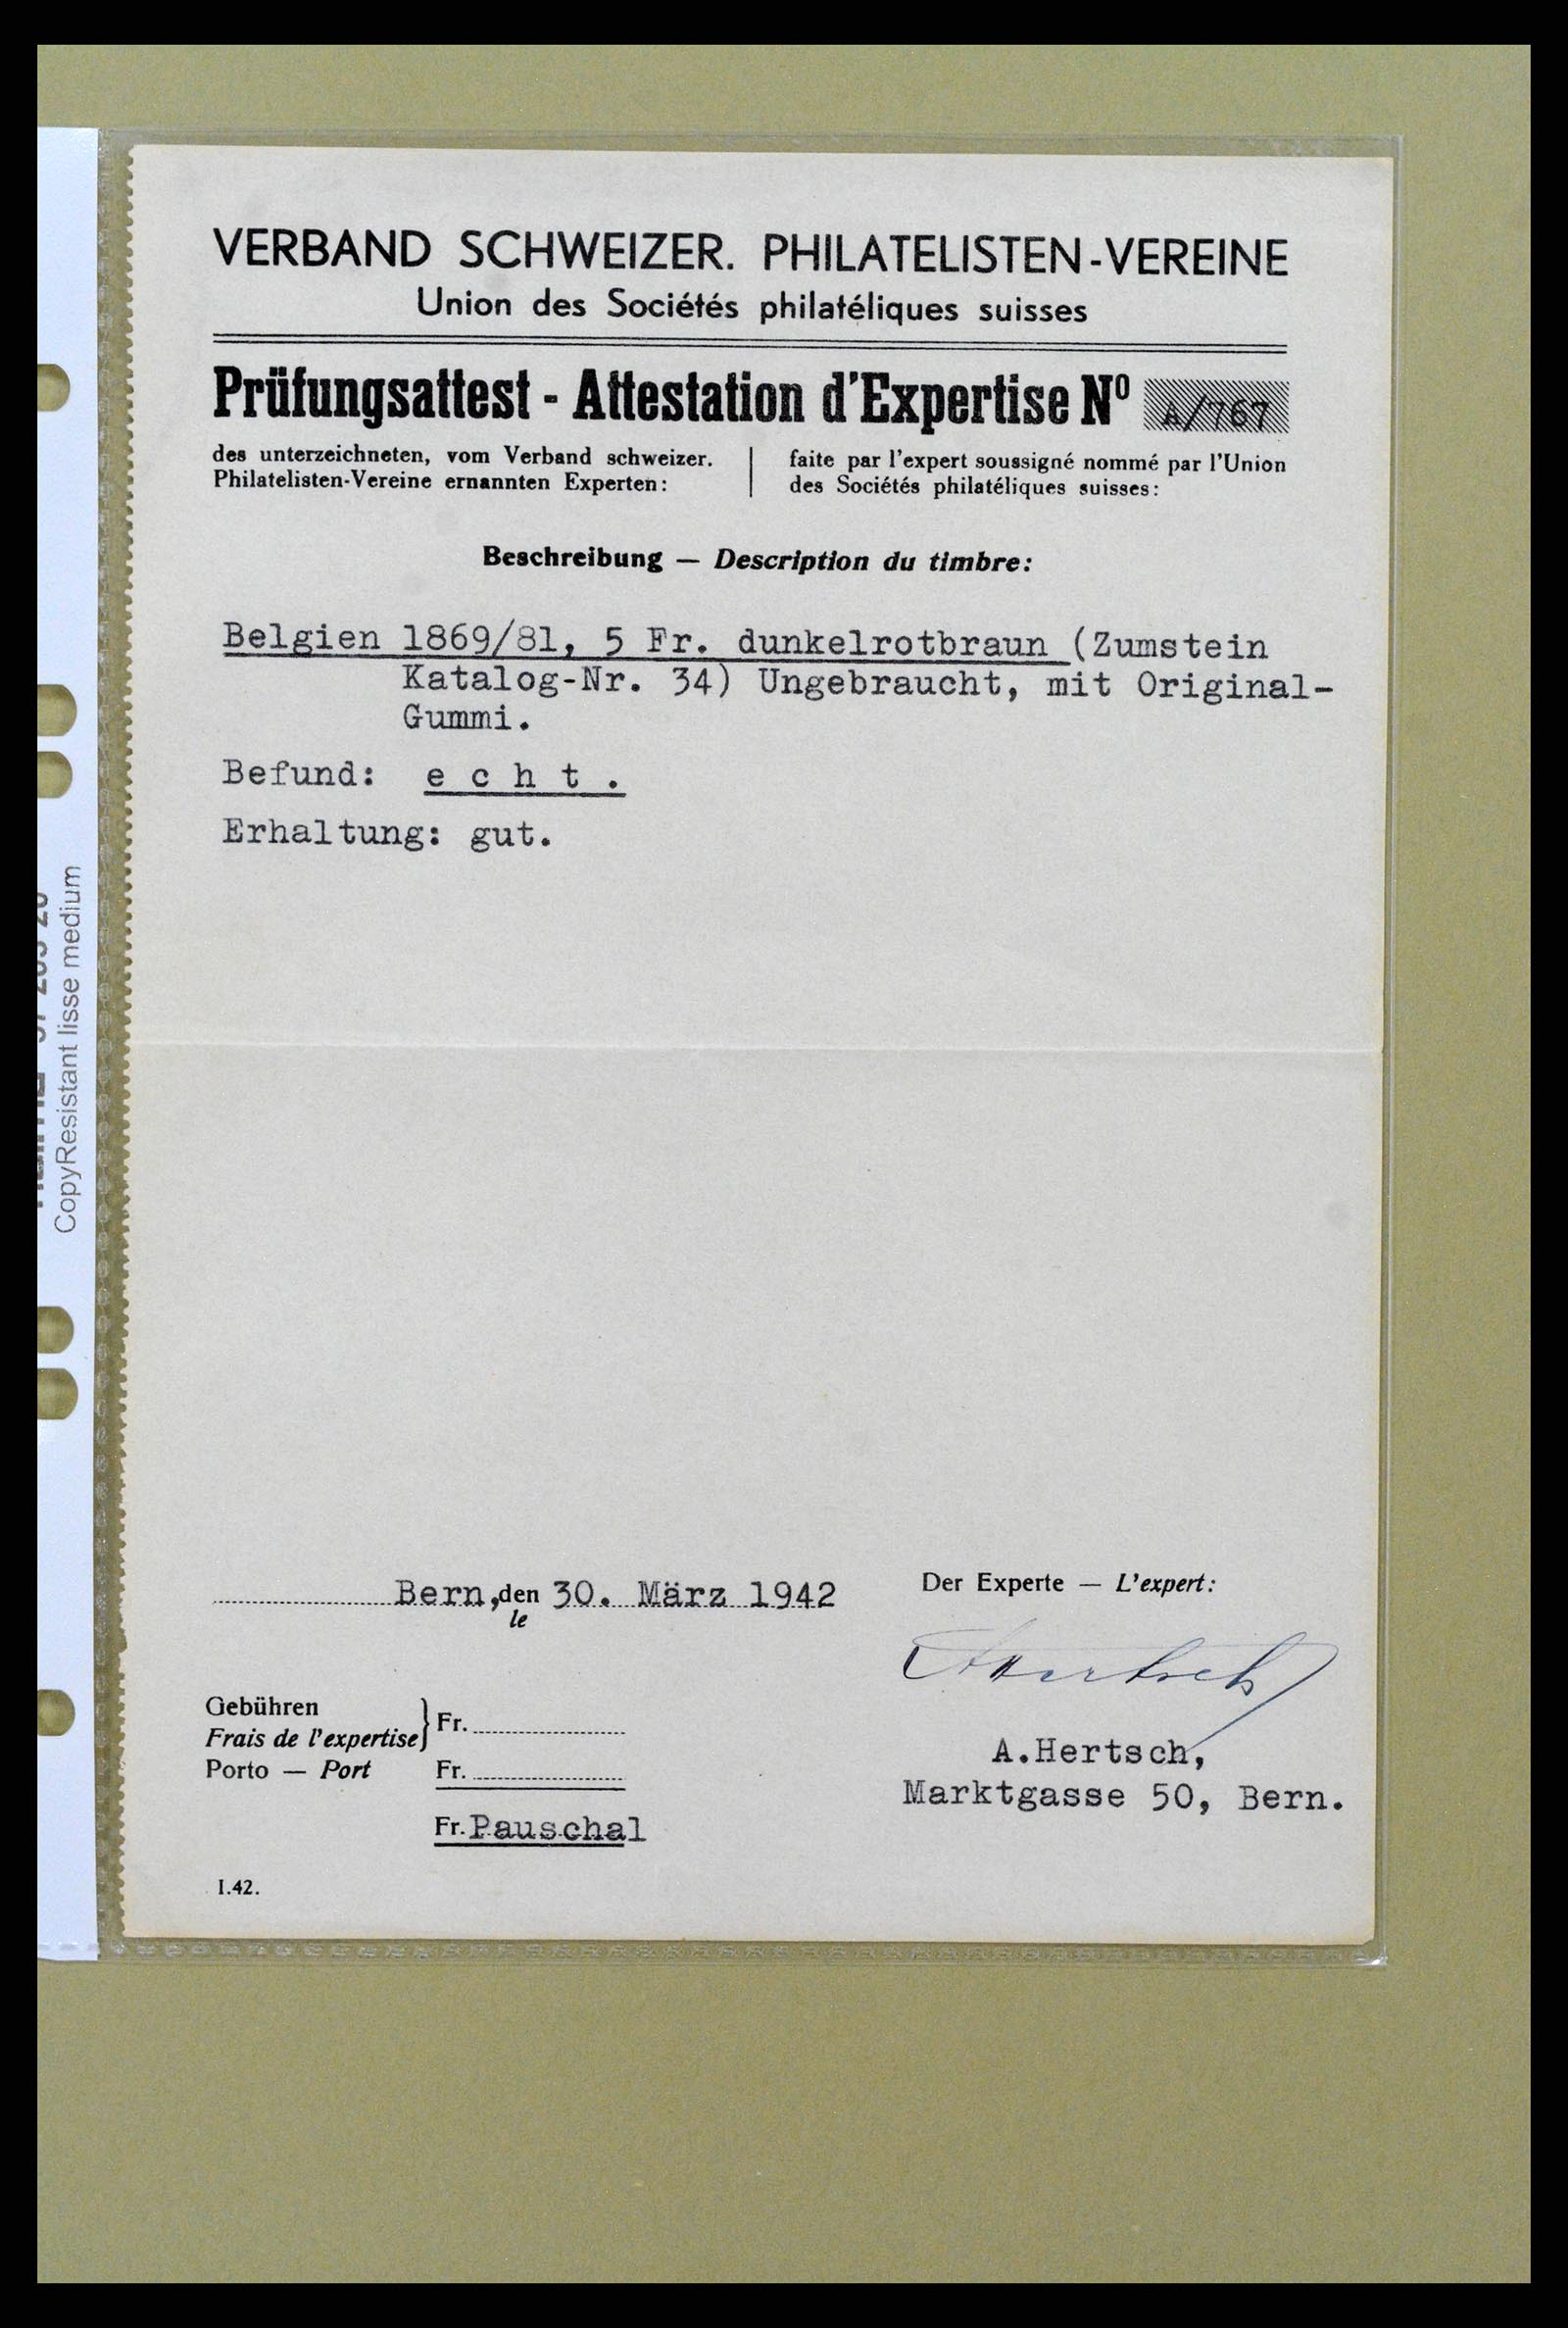 VERBAND SCHWEIZER. PHILATELISTEN-VEREINE
Union des Sociétés philatéliques suisses
Prüfungsattest - Attestation d'Expertise Nº A/767
des unterzeichneten, vom Verband schweizer.
Philatelisten-Vereine ernannten Experten:
faite par l'expert soussigné nommé par l'Union
des Sociétés philatéliques suisses:
Beschreibung — Description du timbre:
Belgien 1869/81, 5 Fr. dunkelrotbraun (Zumstein
Katalog-Nr. 34) Ungebraucht, mit Original-
Gummi.
Befund: e c h t .
Erhaltung: gut.
CopyResistant lisse medium
Bern, den 30. März 1942
le
Der Experte — L'expert:
AHertsch
A.Hertsch,
Marktgasse 50, Bern.
Gebühren
Frais de l'expertise} Fr.
Porto — Port Fr.
Fr. Pauschal
I.42.